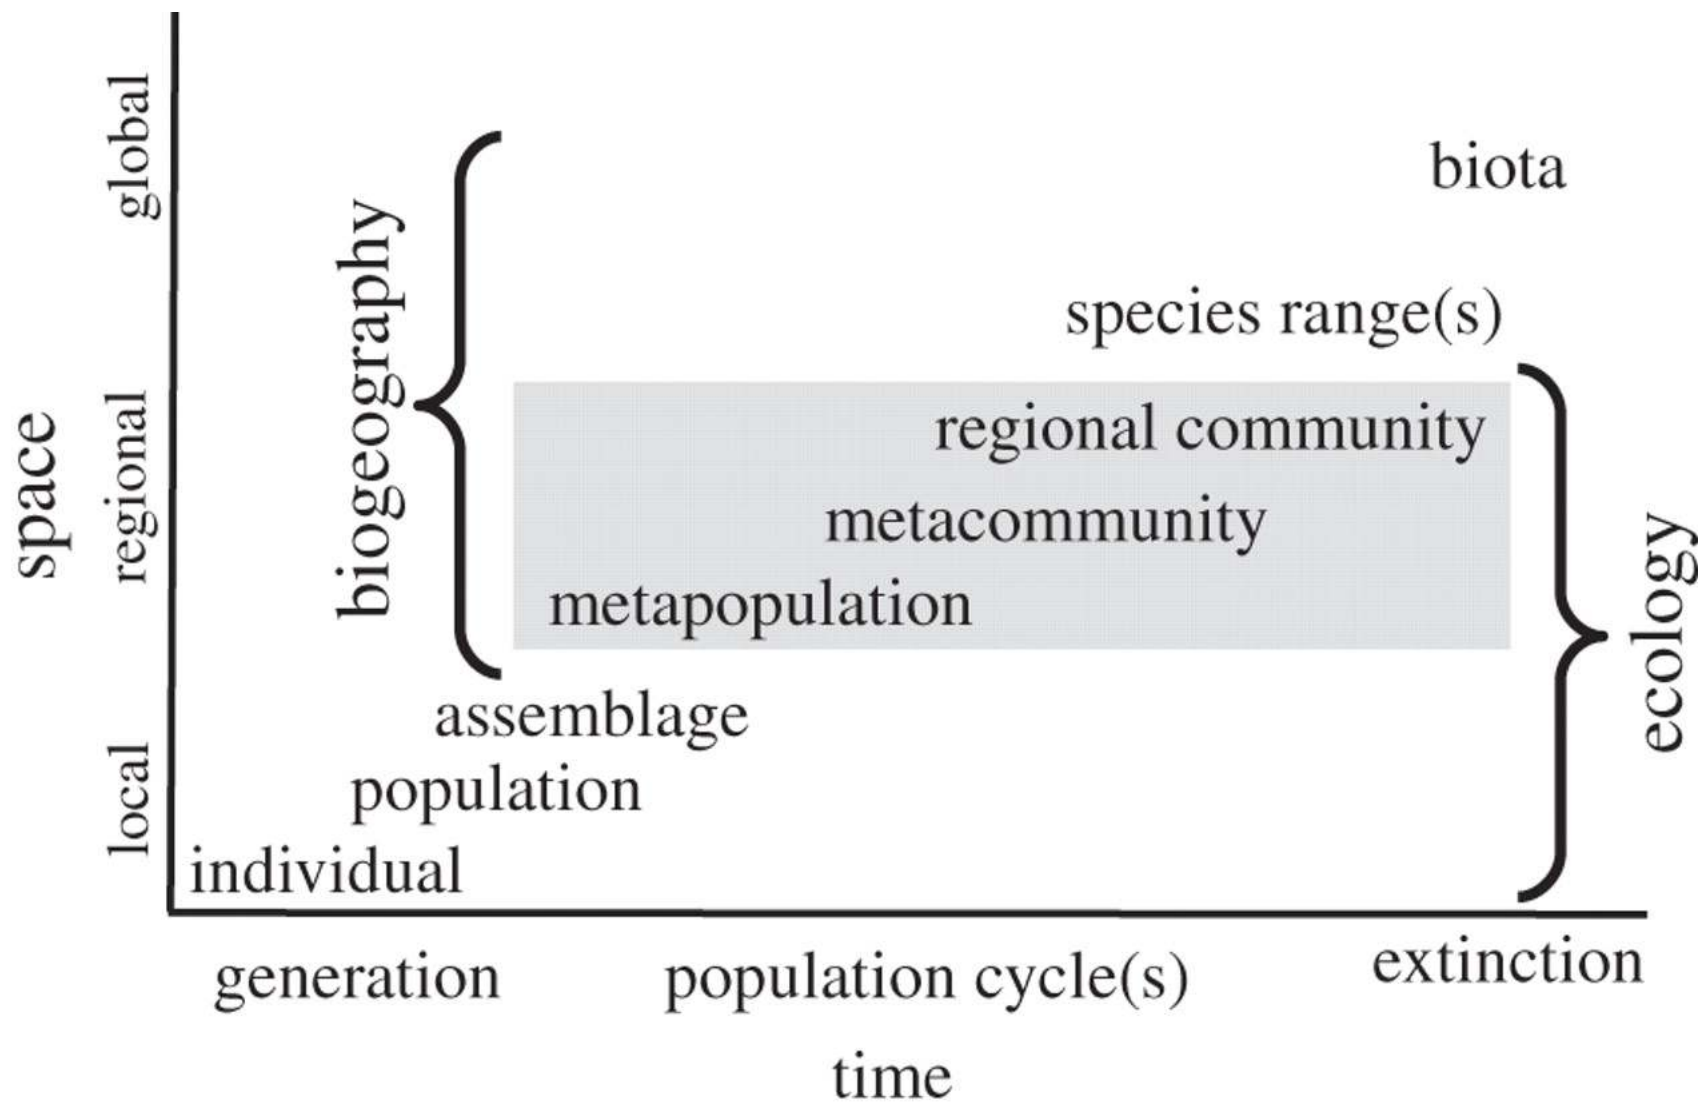 global
biota
biogeography
species range(s)
regional community
space
regional
metacommunity
metapopulation
ecology
assemblage
local
population
individual
generation
population cycle(s)
extinction
time